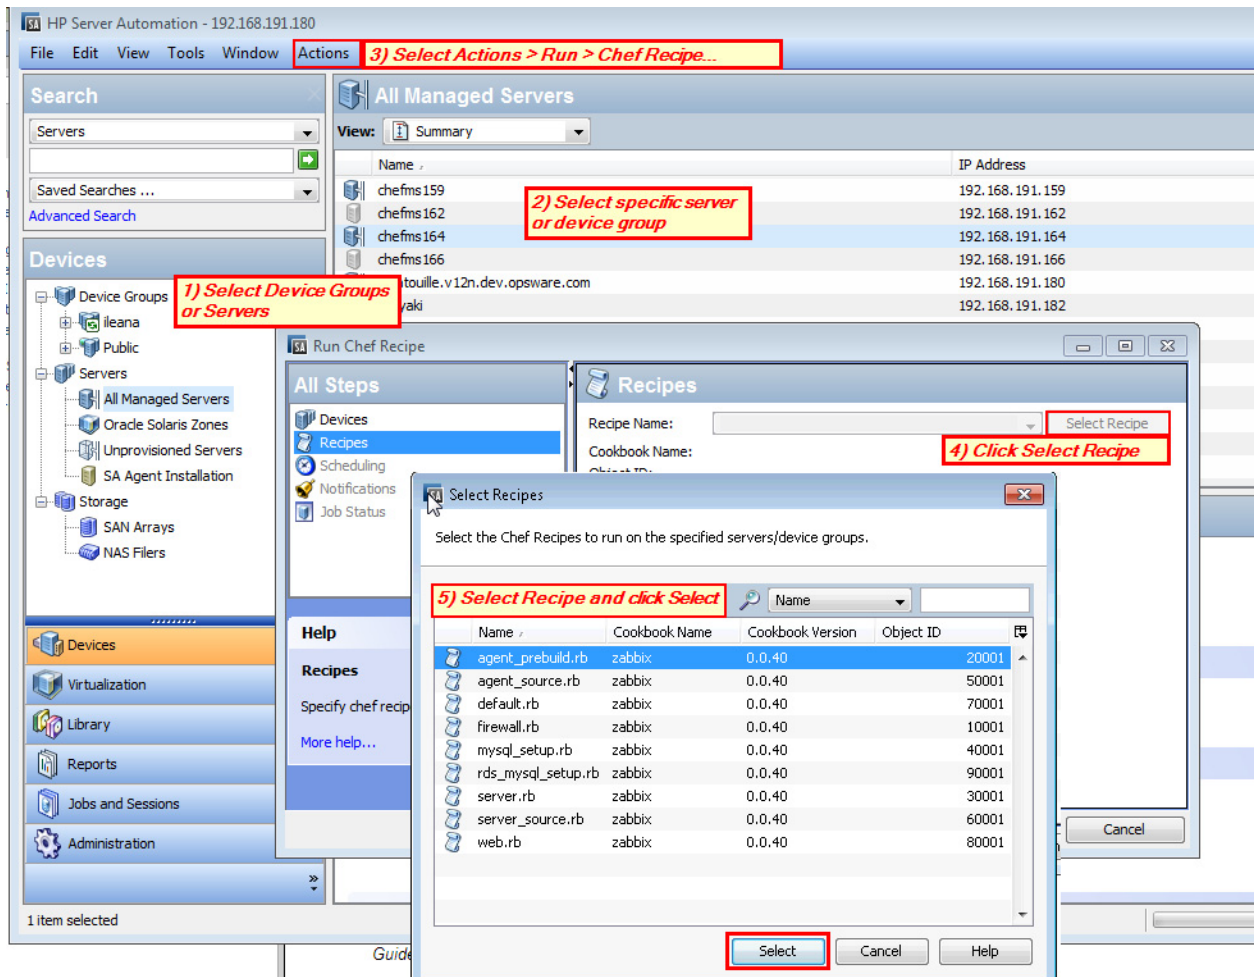 HP Server Automation - 192.168.191.180
File Edit View Tools Window Actions
3) Select Actions > Run > Chef Recipe...
Search
Servers
Saved Searches ...
Advanced Search
All Managed Servers
View: Summary
Name IP Address
chefms159 192.168.191.159
chefms162 192.168.191.162
chefms164 192.168.191.164
chefms166 192.168.191.166
touille.v12n.dev.opsware.com 192.168.191.180
yaki 192.168.191.182
2) Select specific server
or device group
Devices
1) Select Device Groups
or Servers
Device Groups
ileana
Public
Servers
All Managed Servers
Oracle Solaris Zones
Unprovisioned Servers
SA Agent Installation
Storage
SAN Arrays
NAS Filers
Devices
Virtualization
Library
Reports
Jobs and Sessions
Administration
1 item selected
Run Chef Recipe
All Steps
Devices
Recipes
Scheduling
Notifications
Job Status
Help
Recipes
Specify chef recip
More help...
Recipes
Recipe Name: Select Recipe
Cookbook Name:
4) Click Select Recipe
Object ID:
Cancel
Select Recipes
Select the Chef Recipes to run on the specified servers/device groups.
5) Select Recipe and click Select
Name
Name Cookbook Name Cookbook Version Object ID
agent_prebuild.rb zabbix 0.0.40 20001
agent_source.rb zabbix 0.0.40 50001
default.rb zabbix 0.0.40 70001
firewall.rb zabbix 0.0.40 10001
mysql_setup.rb zabbix 0.0.40 40001
rds_mysql_setup.rb zabbix 0.0.40 90001
server.rb zabbix 0.0.40 30001
server_source.rb zabbix 0.0.40 60001
web.rb zabbix 0.0.40 80001
Select Cancel Help
Guide